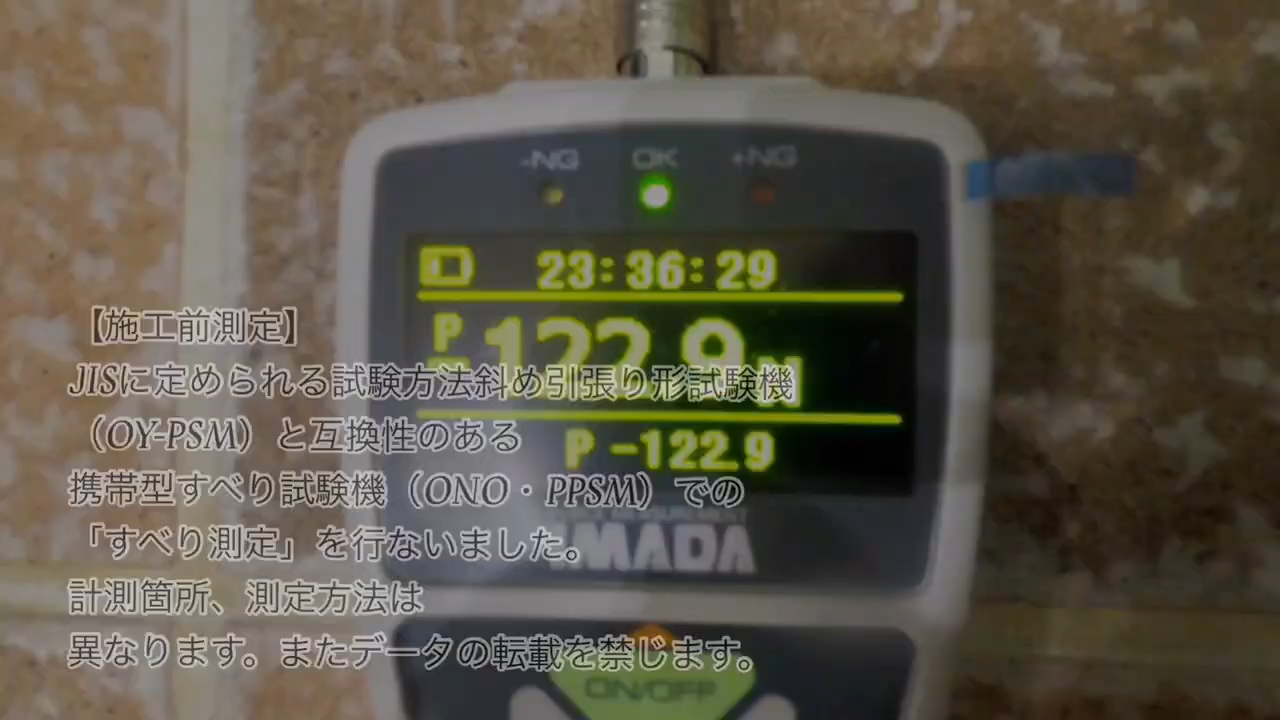 -NG OK +NG
23:36:29
P 122.9 N
P -122.9
IMADA
ON/OFF
【施工前測定】
JISに定められる試験方法斜め引張り形試験機
（OY-PSM）と互換性のある
携帯型すべり試験機（ONO・PPSM）での
「すべり測定」を行ないました。
計測箇所、測定方法は
異なります。またデータの転載を禁じます。